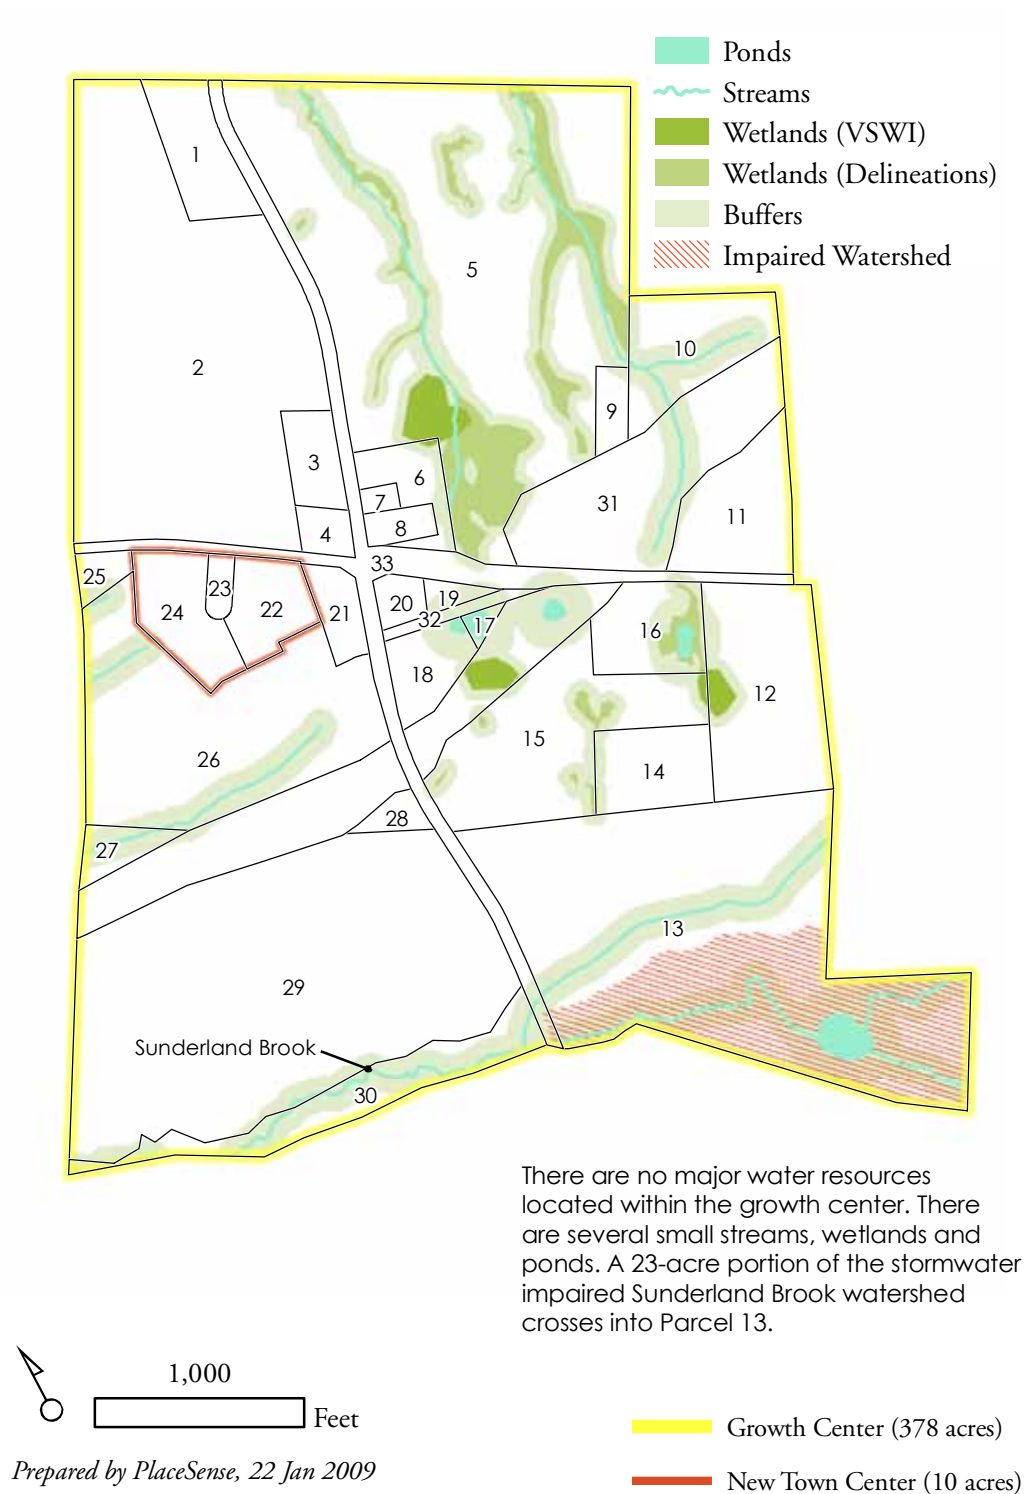 Ponds
Streams
Wetlands (VSWI)
Wetlands (Delineations)
Buffers
Impaired Watershed
1
5
2
10
9
3
6
7
31
11
8
4
33
25
23
24
22
21
20
19
32
17
16
18
12
15
26
14
28
27
13
29
Sunderland Brook
30
There are no major water resources
located within the growth center. There
are several small streams, wetlands and
ponds. A 23-acre portion of the stormwater
impaired Sunderland Brook watershed
crosses into Parcel 13.
1,000
Feet
Growth Center (378 acres)
Prepared by PlaceSense, 22 Jan 2009
New Town Center (10 acres)